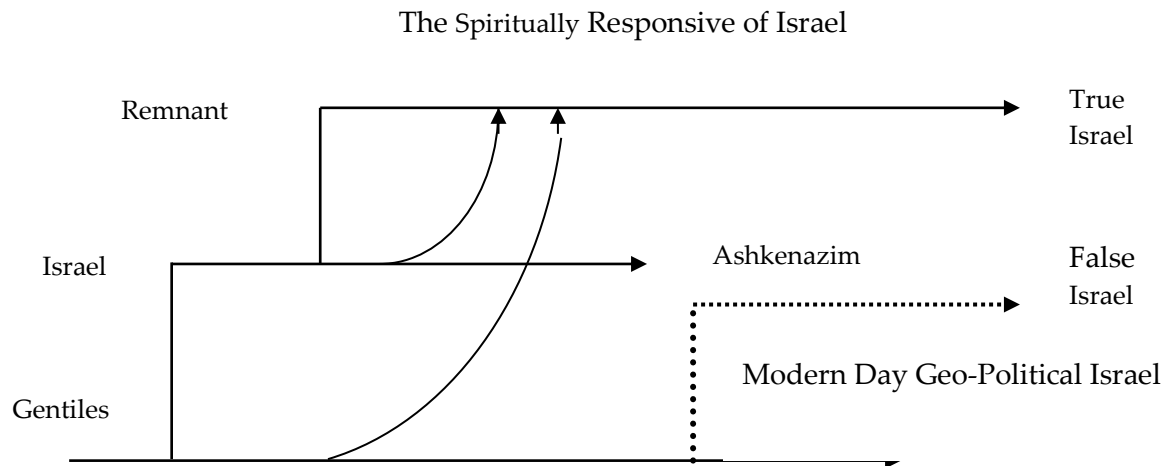 The Spiritually Responsive of Israel
Remnant
True
Israel
Israel
Ashkenazim
False
Israel
Modern Day Geo-Political Israel
Gentiles